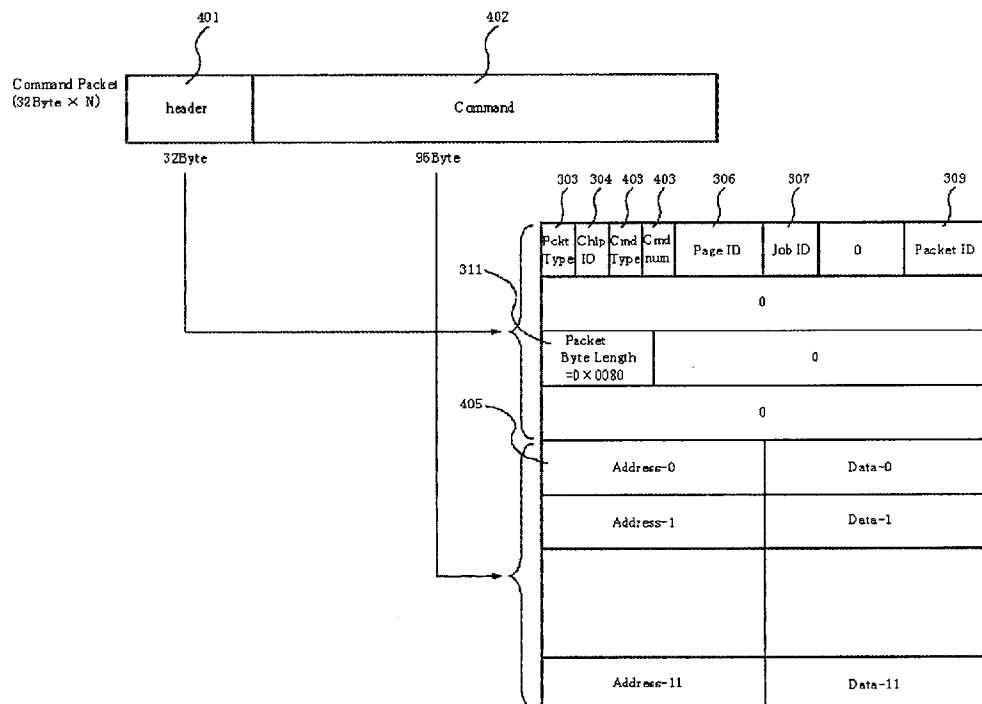 401
402
Command Packet
(32Byte × N)
header
Command
32Byte
96Byte
303 304 403 403 306 307 309
Pckt Type
Chip ID
Cmd Type
Cmd num
Page ID
Job ID
0
Packet ID
311
0
Packet
Byte Length
=0×0080
0
0
405
Address-0
Data-0
Address-1
Data-1
Address-11
Data-11